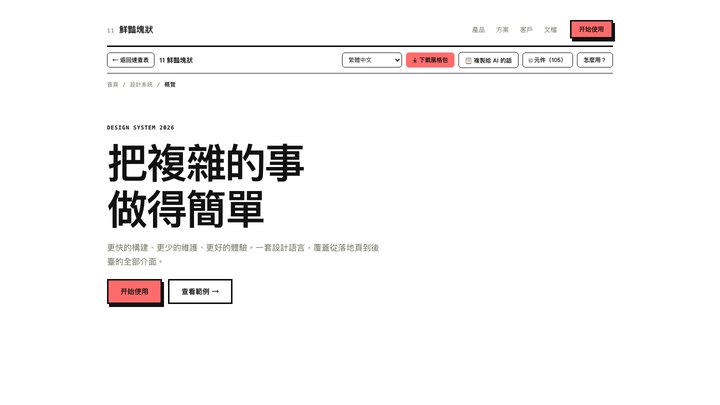 11 鮮豔塊狀
產品 方案 客戶 文檔 开始使用
← 返回速查表 11 鮮豔塊狀 繁體中文 ⤓ 下載風格包 📋 複製給 AI 的話 元件（105） 怎麼用？
首頁 / 設計系統 / 概覽
DESIGN SYSTEM 2026
把複雜的事
做得簡單
更快的構建、更少的維護、更好的體驗。一套設計語言，覆蓋從落地頁到後
臺的全部介面。
开始使用 查看範例 →